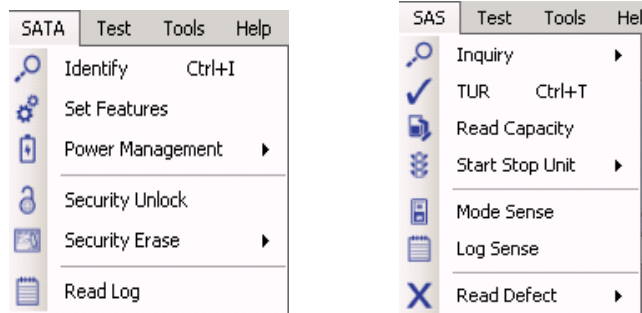 SATA Test Tools Help
Identify Ctrl+I
Set Features
Power Management
Security Unlock
Security Erase
Read Log
SAS Test Tools Hel
Inquiry
TUR Ctrl+T
Read Capacity
Start Stop Unit
Mode Sense
Log Sense
Read Defect